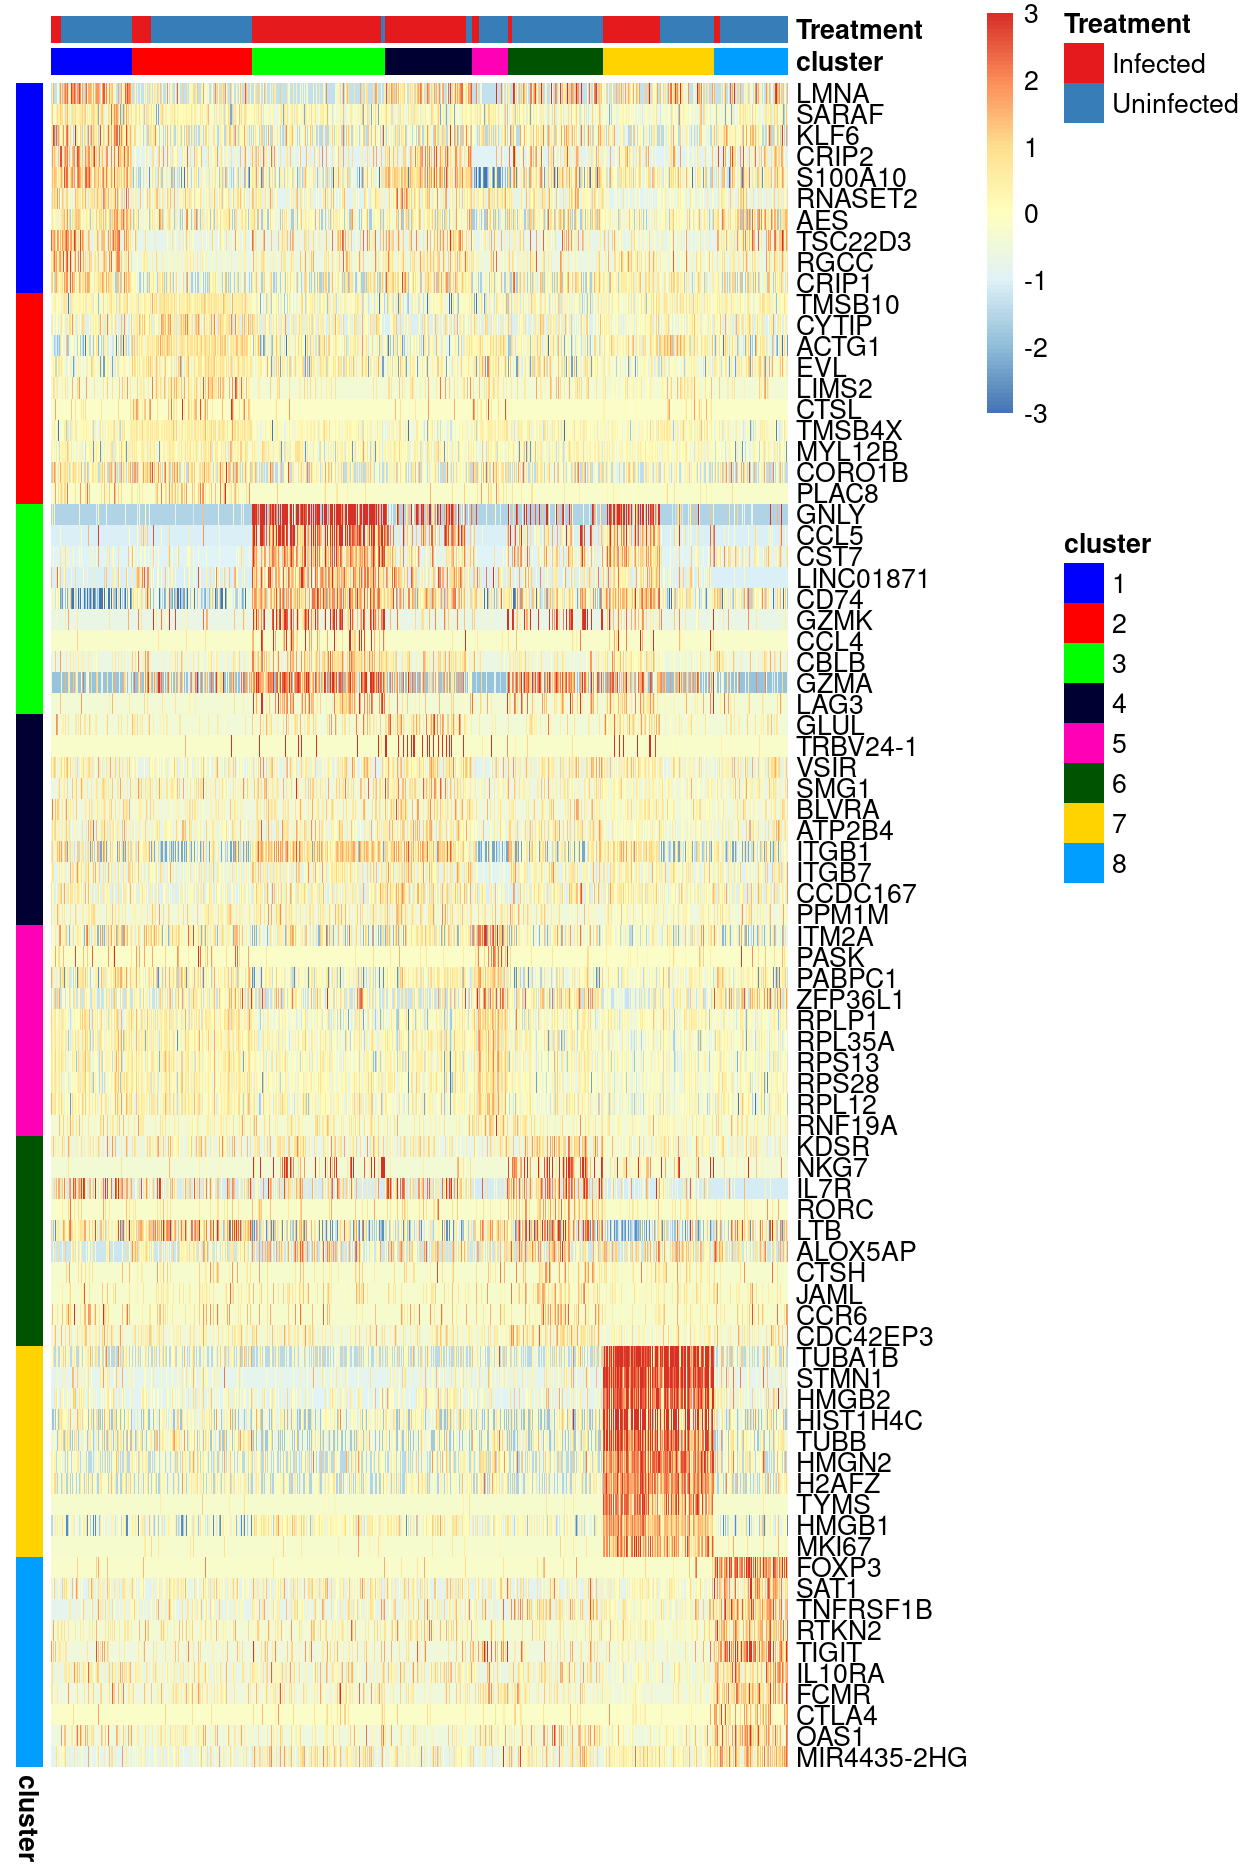 Treatment
cluster
LMNA
SARAF
KLF6
CRIP2
S100A10
RNASET2
AES
TSC22D3
RGCC
CRIP1
TMSB10
CYTIP
ACTG1
EVL
LIMS2
CTSL
TMSB4X
MYL12B
CORO1B
PLAC8
GNLY
CCL5
CST7
LINC01871
CD74
GZMK
CCL4
CBLB
GZMA
LAG3
GLUL
TRBV24-1
VSIR
SMG1
BLVRA
ATP2B4
ITGB1
ITGB7
CCDC167
PPM1M
ITM2A
PASK
PABPC1
ZFP36L1
RPLP1
RPL35A
RPS13
RPS28
RPL12
RNF19A
KDSR
NKG7
IL7R
RORC
LTB
ALOX5AP
CTSH
JAML
CCR6
CDC42EP3
TUBA1B
STMN1
HMGB2
HIST1H4C
TUBB
HMGN2
H2AFZ
TYMS
HMGB1
MKI67
FOXP3
SAT1
TNFRSF1B
RTKN2
TIGIT
IL10RA
FCMR
CTLA4
OAS1
MIR4435-2HG
cluster
3
2
1
0
-1
-2
-3
Treatment
Infected
Uninfected
cluster
1
2
3
4
5
6
7
8